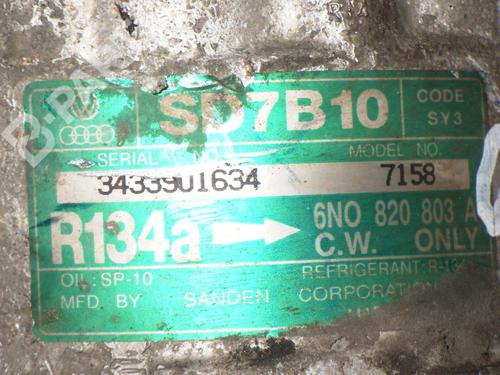 SD7B10
CODE
SY3
SERIAL NO.
MODEL NO.
3433901634
7158
R134a
6N0 820 803 A
C.W. ONLY
OIL: SP-10
REFRIGERANT:
MFD. BY SANDEN CORPORATION